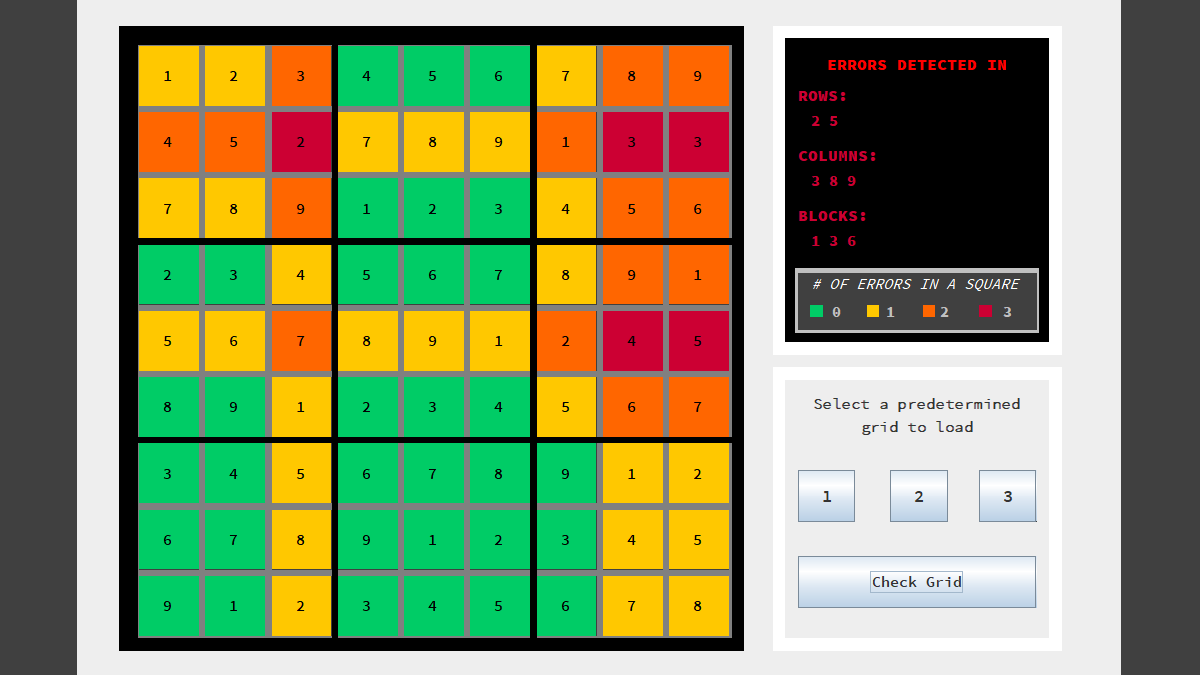 1 2 3 4 5 6 7 8 9
4 5 2 7 8 9 1 3 3
7 8 9 1 2 3 4 5 6
2 3 4 5 6 7 8 9 1
5 6 7 8 9 1 2 4 5
8 9 1 2 3 4 5 6 7
3 4 5 6 7 8 9 1 2
6 7 8 9 1 2 3 4 5
9 1 2 3 4 5 6 7 8
ERRORS DETECTED IN
ROWS:
2 5
COLUMNS:
3 8 9
BLOCKS:
1 3 6
# OF ERRORS IN A SQUARE
0 1 2 3
Select a predetermined
grid to load
1 2 3
Check Grid